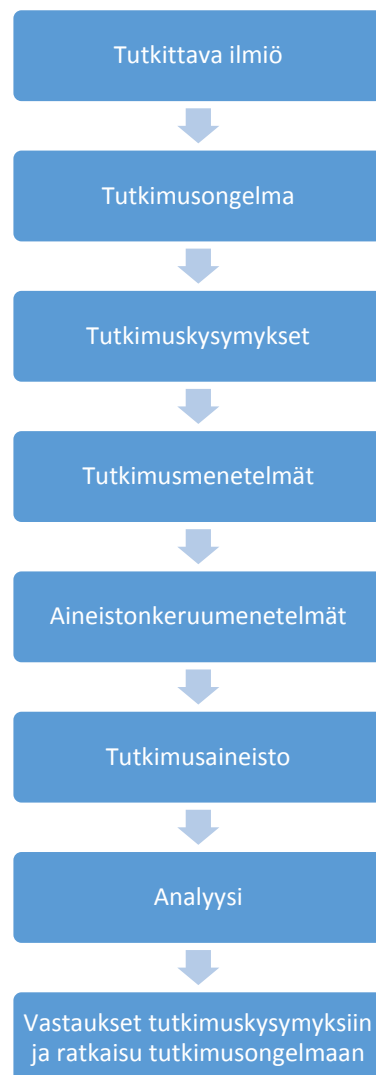 Tutkittava ilmiö
Tutkimusongelma
Tutkimuskysymykset
Tutkimusmenetelmät
Aineistonkeruumenetelmät
Tutkimusaineisto
Analyysi
Vastaukset tutkimuskysymyksiin
ja ratkaisu tutkimusongelmaan